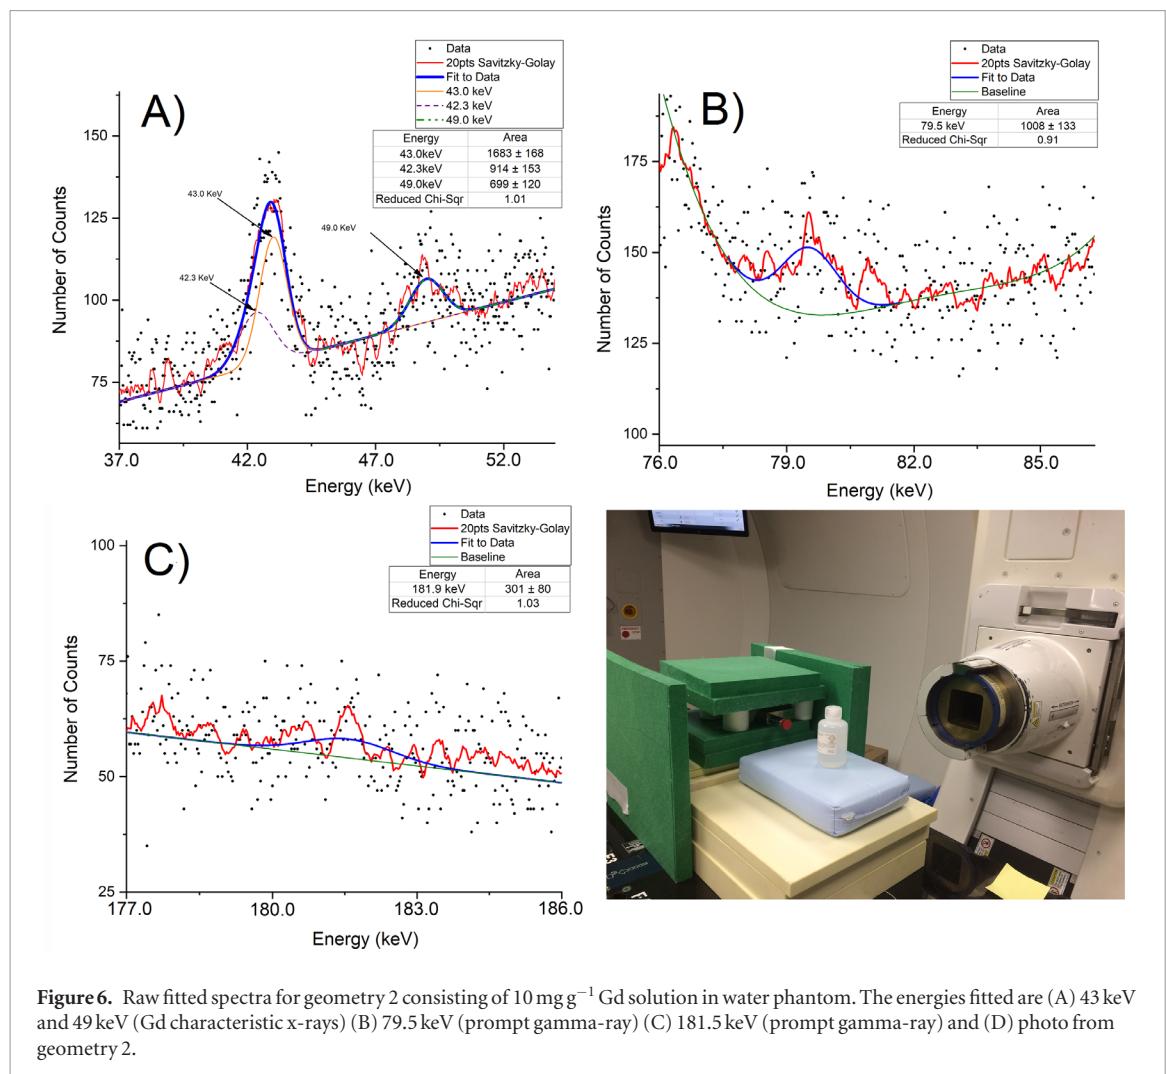 A)
Data
20pts Savitzky-Golay
Fit to Data
43.0 keV
42.3 keV
49.0 keV
Energy Area
43.0keV 1683 ± 168
42.3keV 914 ± 153
49.0keV 699 ± 120
Reduced Chi-Sqr 1.01
43.0 KeV
42.3 KeV
49.0 KeV
Number of Counts
150
125
100
75
37.0 42.0 47.0 52.0
Energy (keV)
B)
Data
20pts Savitzky-Golay
Fit to Data
Baseline
Energy Area
79.5 keV 1008 ± 133
Reduced Chi-Sqr 0.91
Number of Counts
175
150
125
100
76.0 79.0 82.0 85.0
Energy (keV)
C)
Data
20pts Savitzky-Golay
Fit to Data
Baseline
Energy Area
181.9 keV 301 ± 80
Reduced Chi-Sqr 1.03
Number of Counts
100
75
50
25
177.0 180.0 183.0 186.0
Energy (keV)
Figure 6. Raw fitted spectra for geometry 2 consisting of 10 mg g⁻¹ Gd solution in water phantom. The energies fitted are (A) 43 keV
and 49 keV (Gd characteristic x-rays) (B) 79.5 keV (prompt gamma-ray) (C) 181.5 keV (prompt gamma-ray) and (D) photo from
geometry 2.